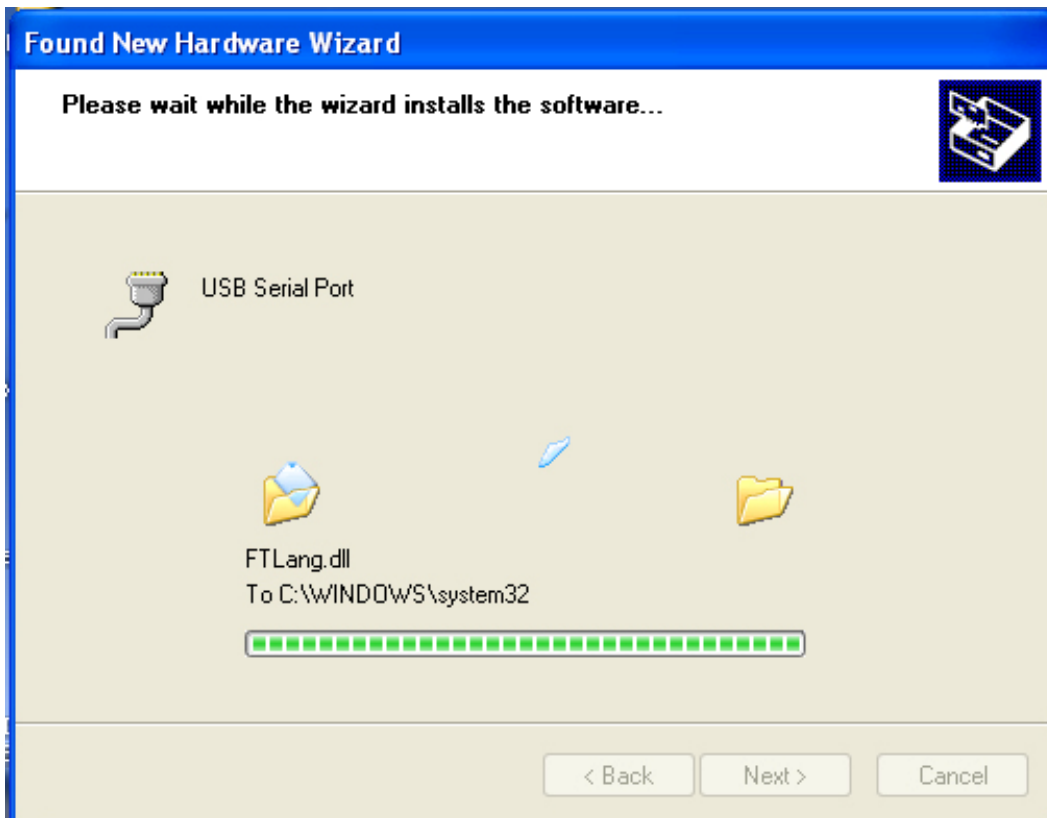 Found New Hardware Wizard
Please wait while the wizard installs the software...
USB Serial Port
FTLang.dll
To C:\WINDOWS\system32
< Back
Next >
Cancel